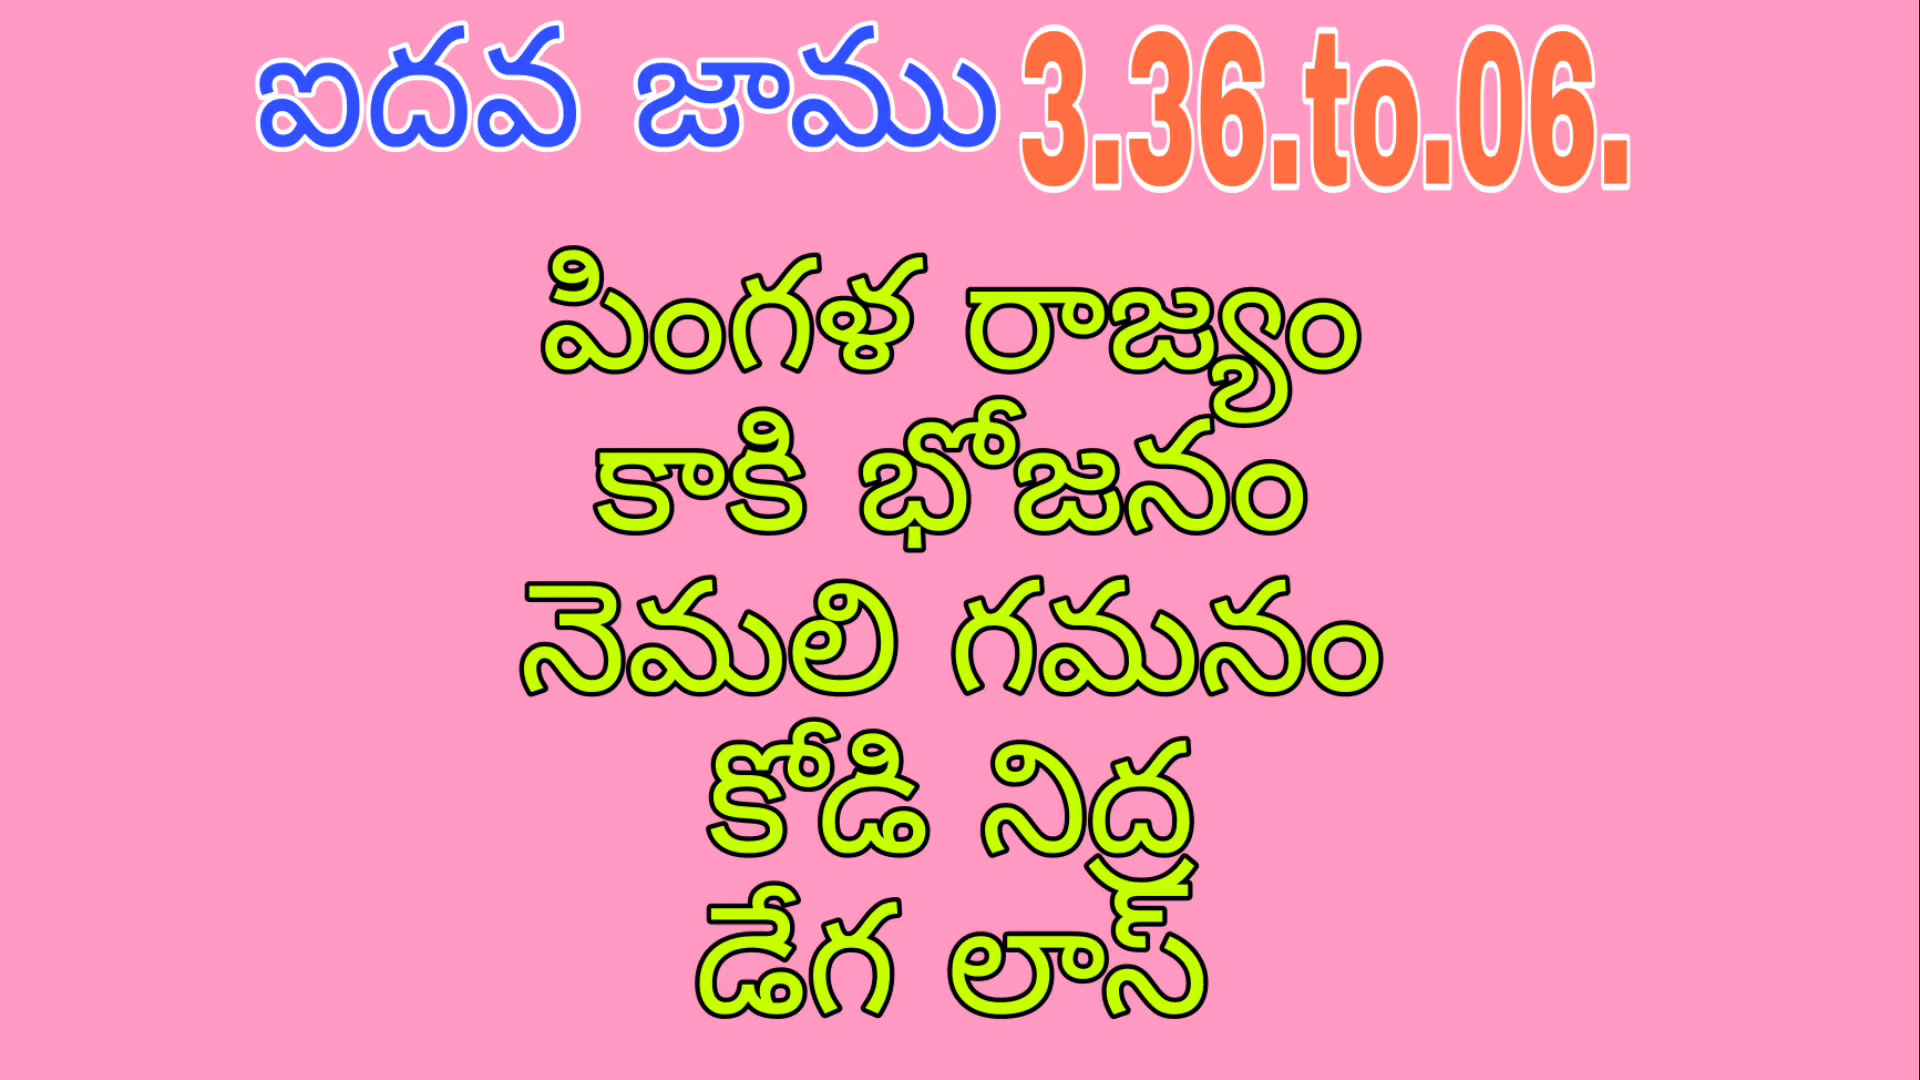 ఐదవ జాము 3.36.to.06.
పింగళ రాజ్యం
కాకి భోజనం
నెమలి గమనం
కోడి నిద్ర
డేగ లాస్